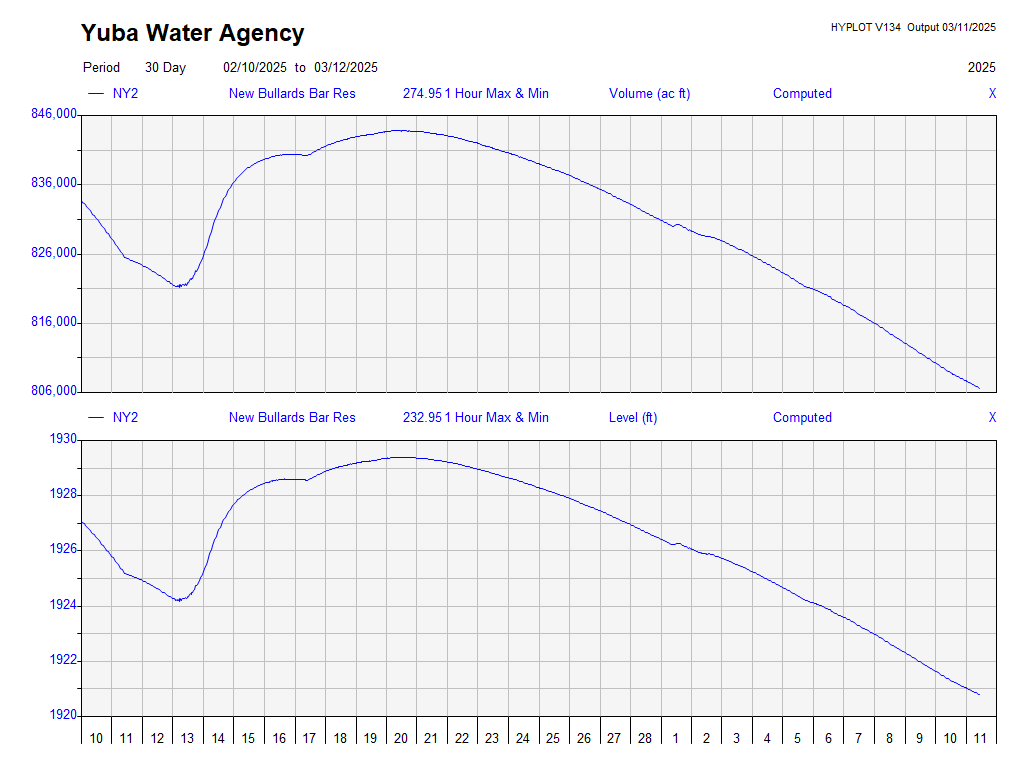 Yuba Water Agency
HYPLOT V134 Output 03/11/2025
Period 30 Day 02/10/2025 to 03/12/2025 2025
NY2 New Bullards Bar Res 274.95 1 Hour Max & Min Volume (ac ft) Computed X
846,000
836,000
826,000
816,000
806,000
NY2 New Bullards Bar Res 232.95 1 Hour Max & Min Level (ft) Computed X
1930
1928
1926
1924
1922
1920
10 11 12 13 14 15 16 17 18 19 20 21 22 23 24 25 26 27 28 1 2 3 4 5 6 7 8 9 10 11